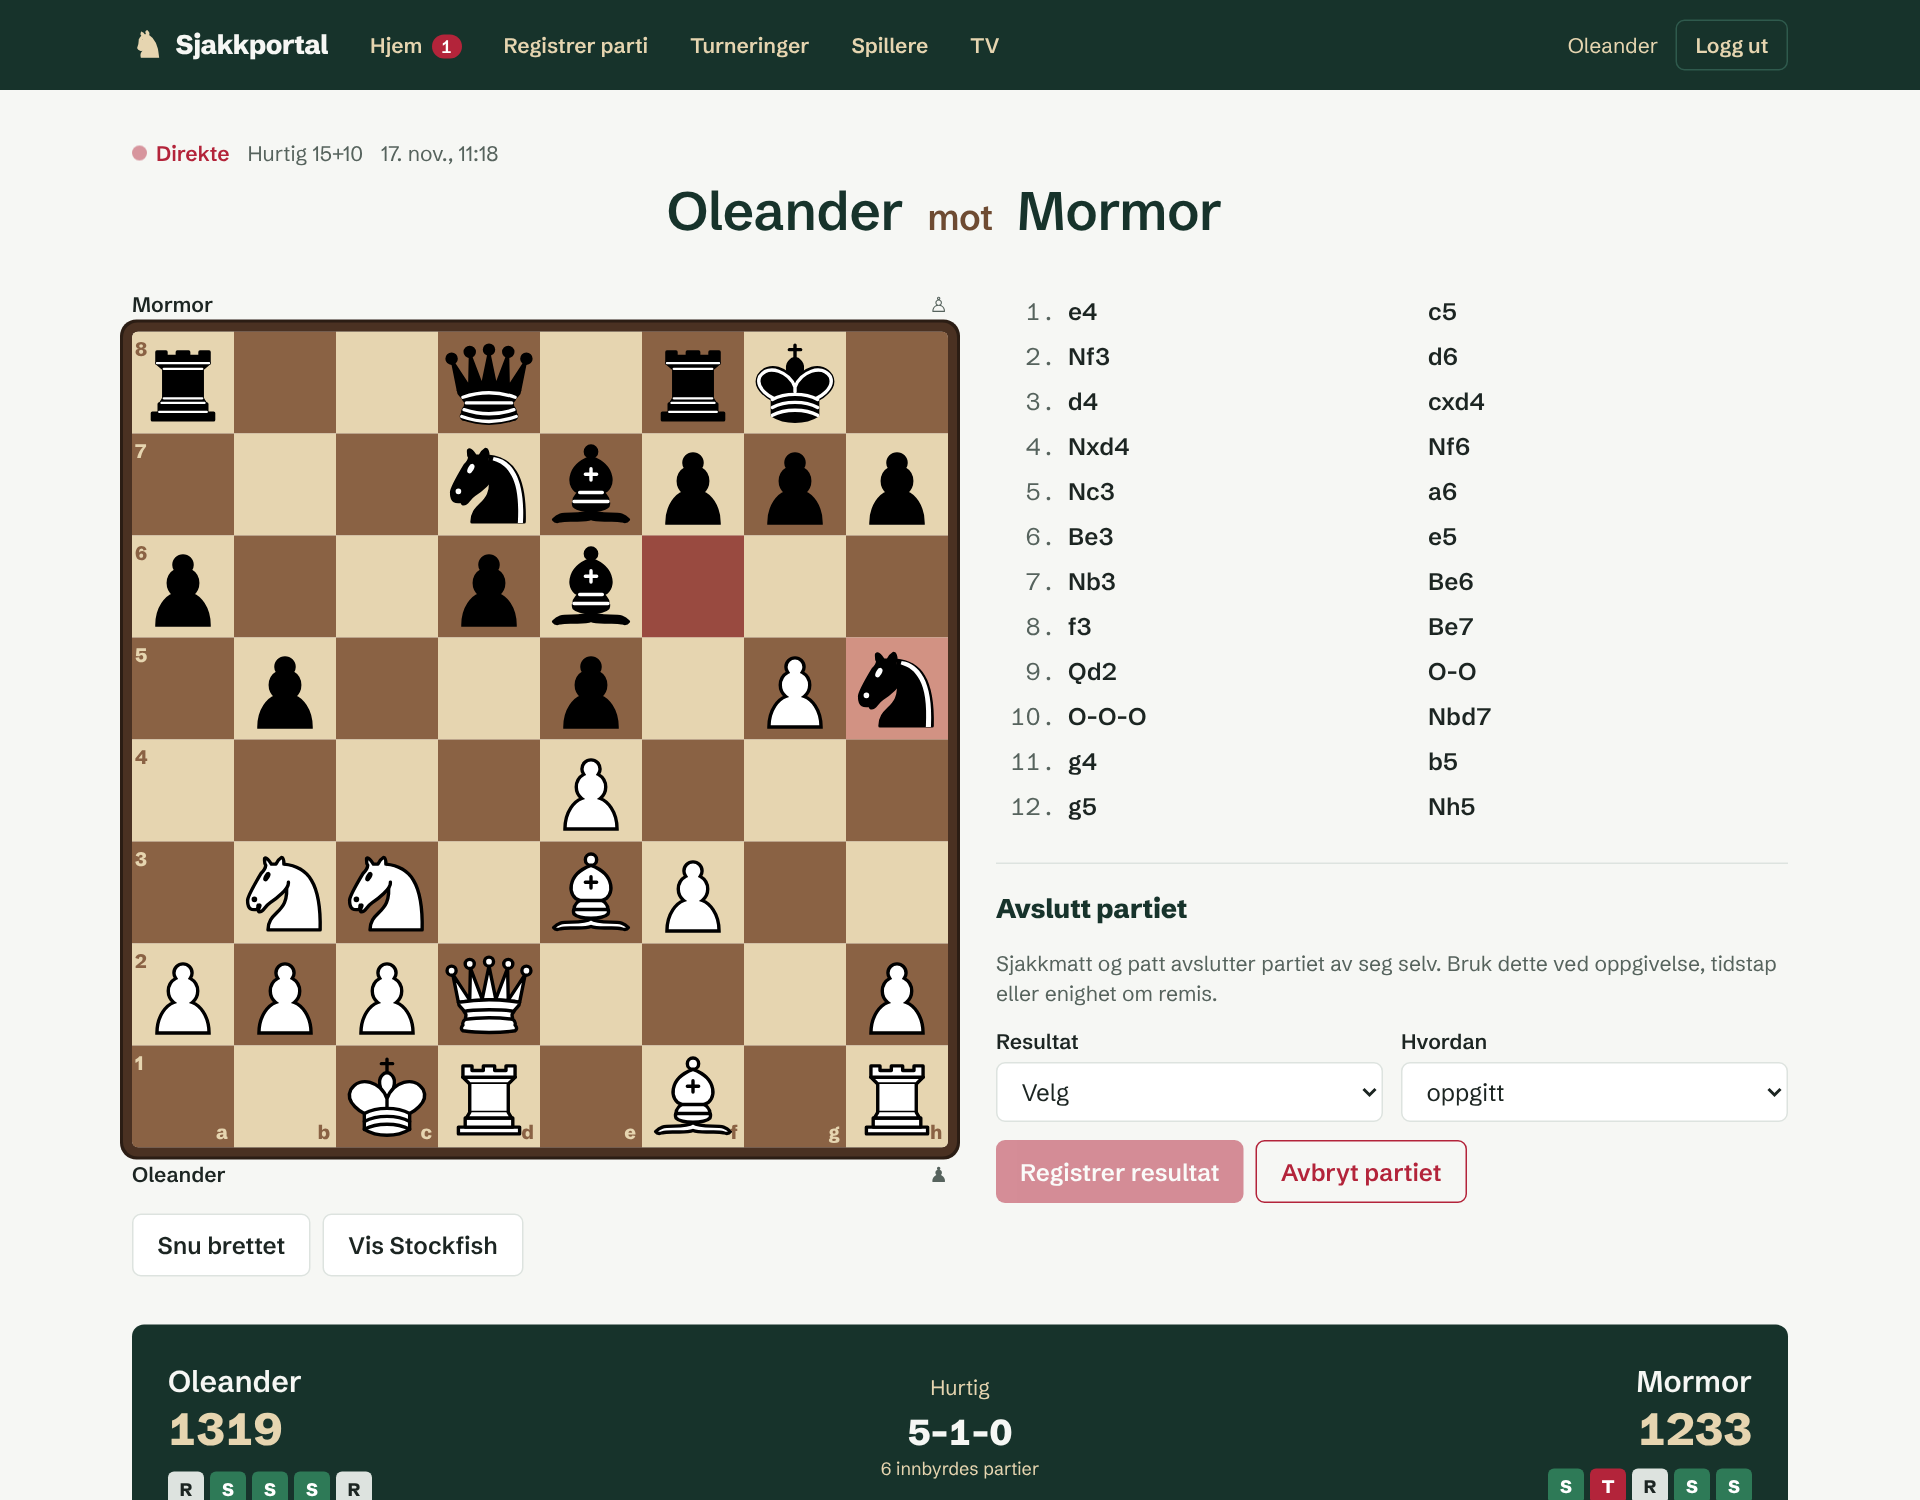 Sjakkportal Hjem 1 Registrer parti Turneringer Spillere TV Oleander Logg ut
Direkte Hurtig 15+10 17. nov., 11:18
Oleander mot Mormor
Mormor
8
7
6
5
4
3
2
1
a b c d e f g h
Oleander
Snu brettet Vis Stockfish
1. e4 c5
2. Nf3 d6
3. d4 cxd4
4. Nxd4 Nf6
5. Nc3 a6
6. Be3 e5
7. Nb3 Be6
8. f3 Be7
9. Qd2 O-O
10. O-O-O Nbd7
11. g4 b5
12. g5 Nh5
Avslutt partiet
Sjakkmatt og patt avslutter partiet av seg selv. Bruk dette ved oppgivelse, tidstap
eller enighet om remis.
Resultat Hvordan
Velg oppgitt
Registrer resultat Avbryt partiet
Oleander Hurtig Mormor
1319 5-1-0 1233
6 innbyrdes partier
R S S S R S T R S S